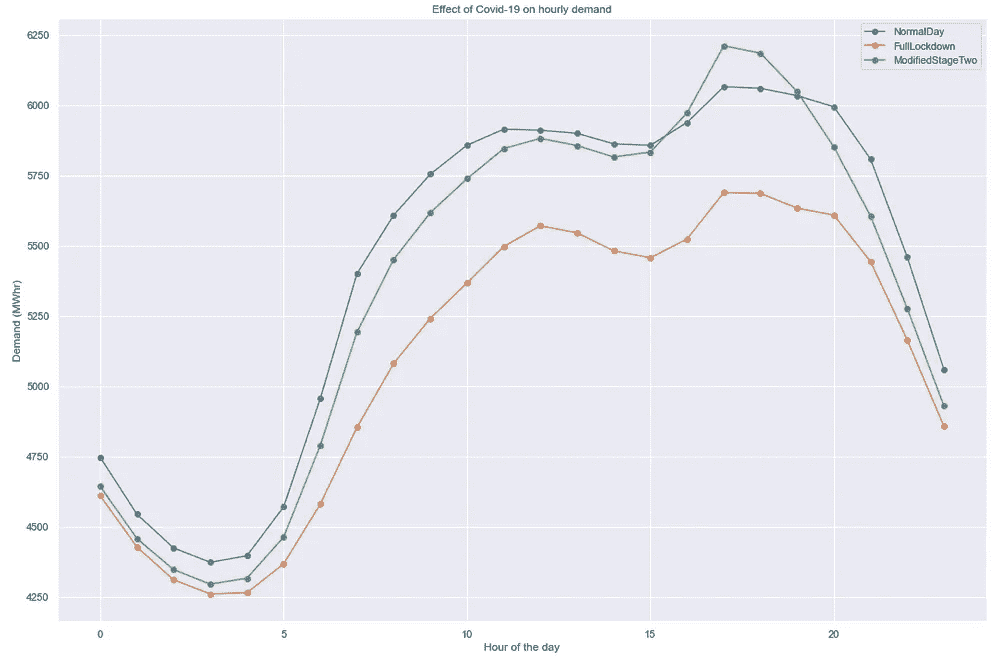 Effect of Covid-19 on hourly demand
NormalDay
FullLockdown
ModifiedStageTwo
6250
6000
5750
5500
5250
5000
4750
4500
4250
Demand (MWhr)
0 5 10 15 20
Hour of the day